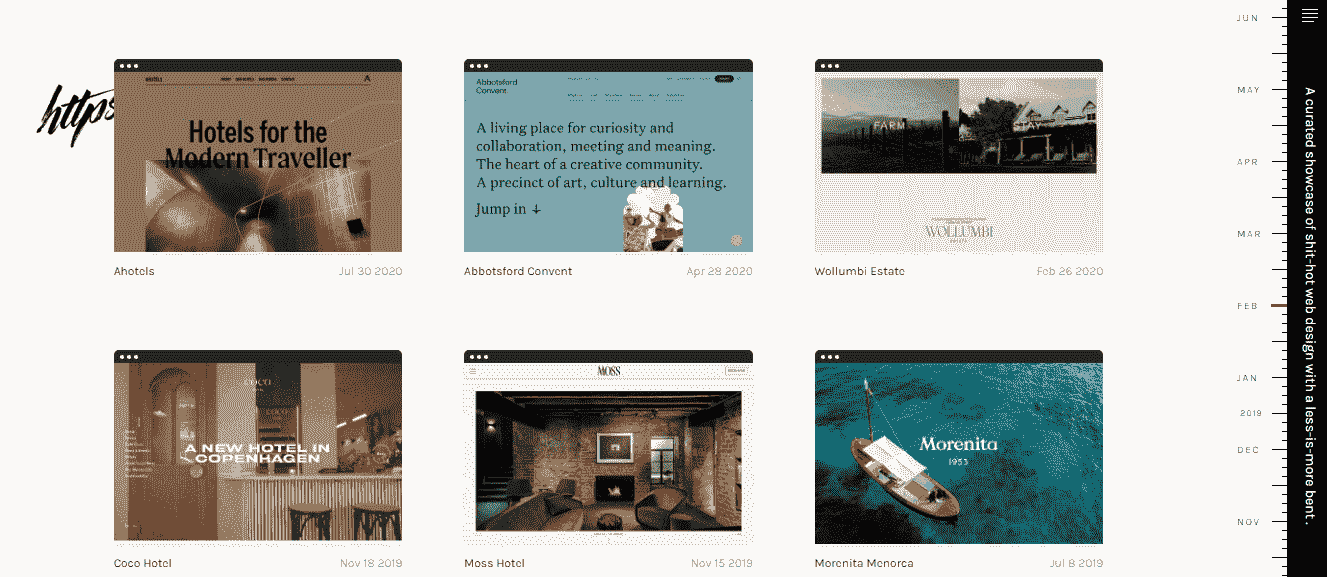 JUN
https
Hotels for the
Modern Traveller
Abbotsford
Convent
A living place for curiosity and
collaboration, meeting and meaning.
The heart of a creative community.
A precinct of art, culture and learning.
Jump in ↓
FARM
STAY
WOLLUMBI
MAY
APR
MAR
Ahotels
Jul 30 2020
Abbotsford Convent
Apr 28 2020
Wollumbi Estate
Feb 26 2020
FEB
COCO
A NEW HOTEL IN
COPENHAGEN
MOSS
Morenita
1953
JAN
2019
DEC
NOV
Coco Hotel
Nov 18 2019
Moss Hotel
Nov 15 2019
Morenita Menorca
Jul 8 2019
A curated showcase of shit-hot web design with a less-is-more bent.